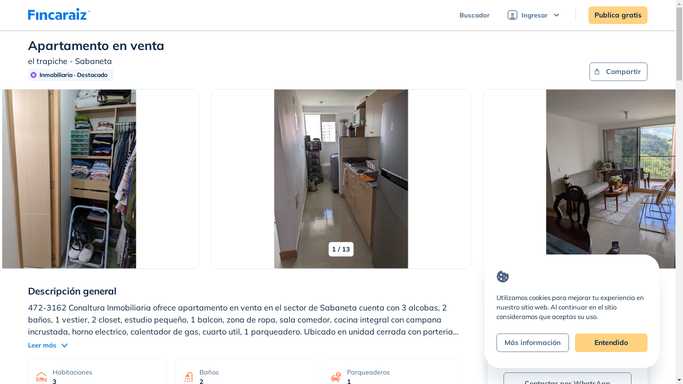 Fincaraiz
Buscador
Ingresar
Publica gratis
Apartamento en venta
el trapiche - Sabaneta
Inmobiliaria · Destacado
Compartir
1 / 13
Descripción general
472-3162 Conaltura Inmobiliaria ofrece apartamento en venta en el sector de Sabaneta cuenta con 3 alcobas, 2
baños, 1 vestier, 2 closet, estudio pequeño, 1 balcon, zona de ropa, sala comedor, cocina integral con campana
incrustada, horno electrico, calentador de gas, cuarto util, 1 parqueadero. Ubicado en unidad cerrada con porteria...
Leer más
Habitaciones
3
Baños
2
Parqueaderos
1
Utilizamos cookies para mejorar tu experiencia en
nuestro sitio web. Al continuar en el sitio
consideramos que aceptas su uso.
Más información
Entendido
Contactar por WhatsApp